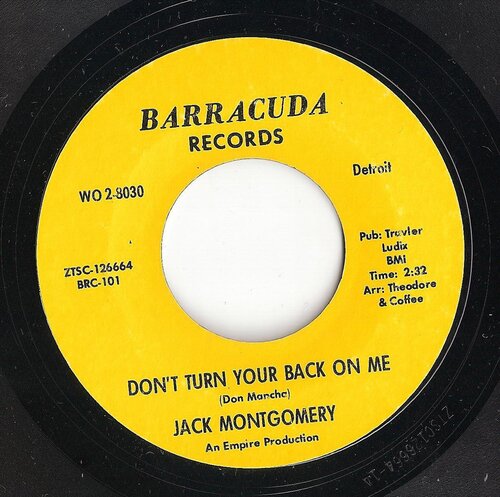 BARRACUDA
RECORDS
WO 2-8030
Detroit
ZTSC-126664
BRC-101
Pub: Travler
Ludix
BMi
Time: 2:32
Arr: Theodore
& Coffee
DON'T TURN YOUR BACK ON ME
(Don Mancha)
JACK MONTGOMERY
An Empire Production